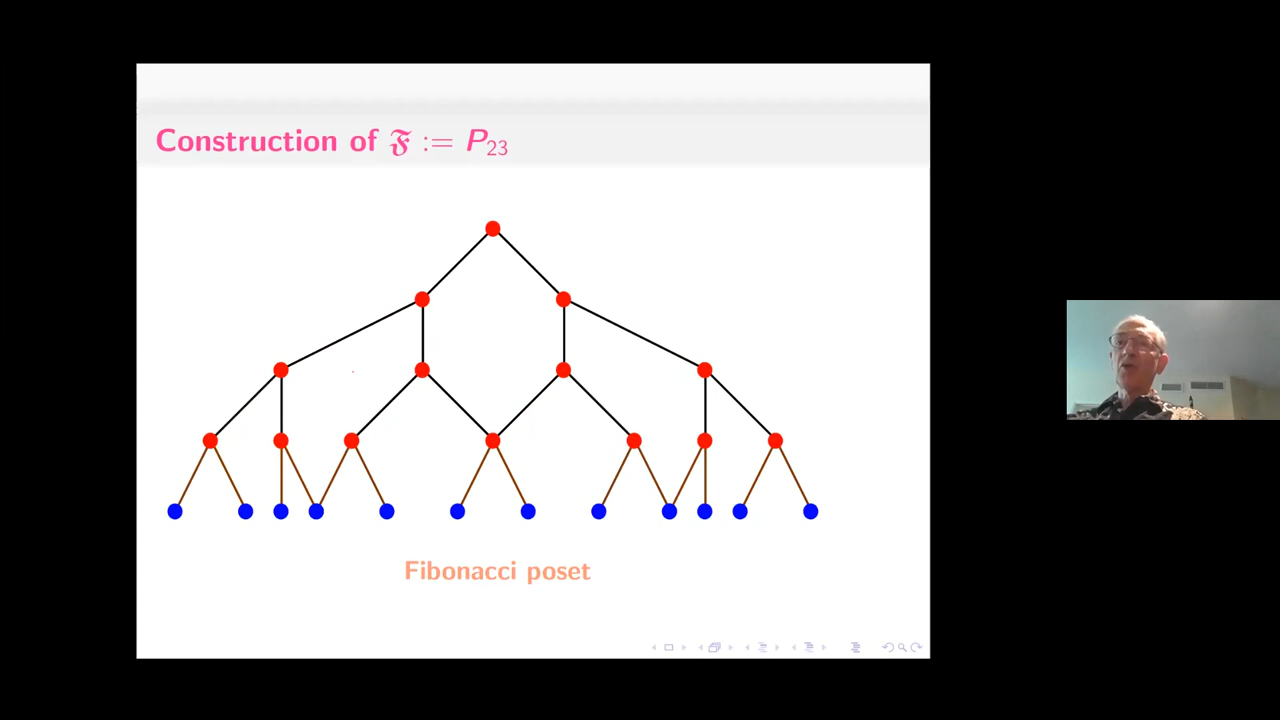 Construction of 𝕱 := P₂₃
Fibonacci poset